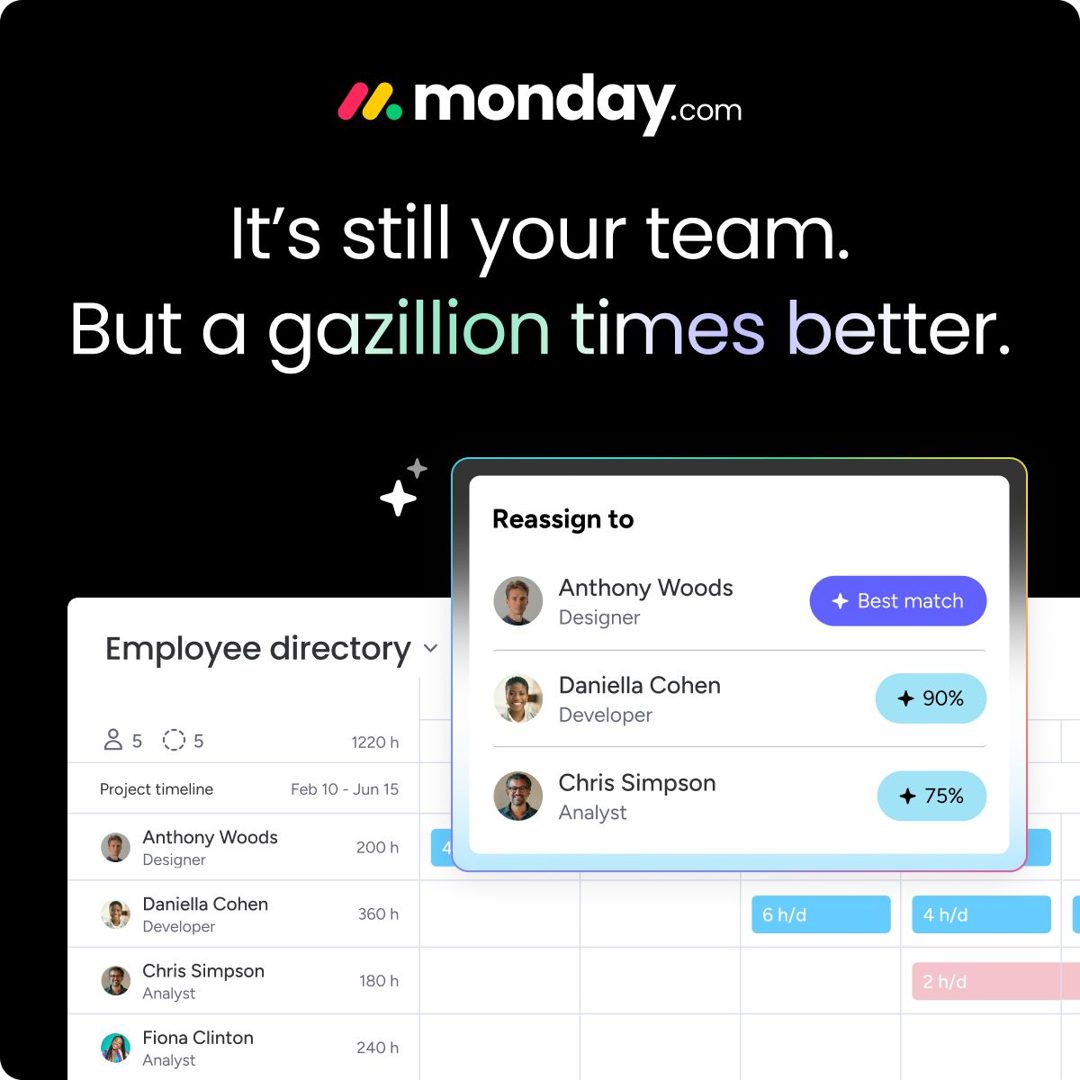 monday.com
It's still your team.
But a gazillion times better.
Reassign to
Anthony Woods
Designer
Best match
Daniella Cohen
Developer
90%
Chris Simpson
Analyst
75%
Employee directory
5 5 1220 h
Project timeline Feb 10 - Jun 15
Anthony Woods
Designer
200 h
4
Daniella Cohen
Developer
360 h
6 h/d
4 h/d
Chris Simpson
Analyst
180 h
2 h/d
Fiona Clinton
Analyst
240 h